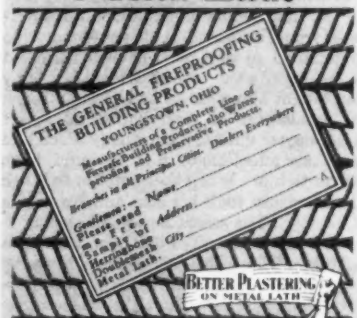 THE GENERAL FIREPROOFING
BUILDING PRODUCTS
YOUNGSTOWN, OHIO
Manufacturers of a Complete Line of
Firesafe Building Products, also Water-
proofing and Preservative Products.
Branches in all Principal Cities. Dealers Everywhere
Gentlemen:—
Please send
me free
Sample of
Herringbone
Doublemesh
Metal Lath.
Name
Address
City
A
BETTER PLASTERING
ON METAL LATH